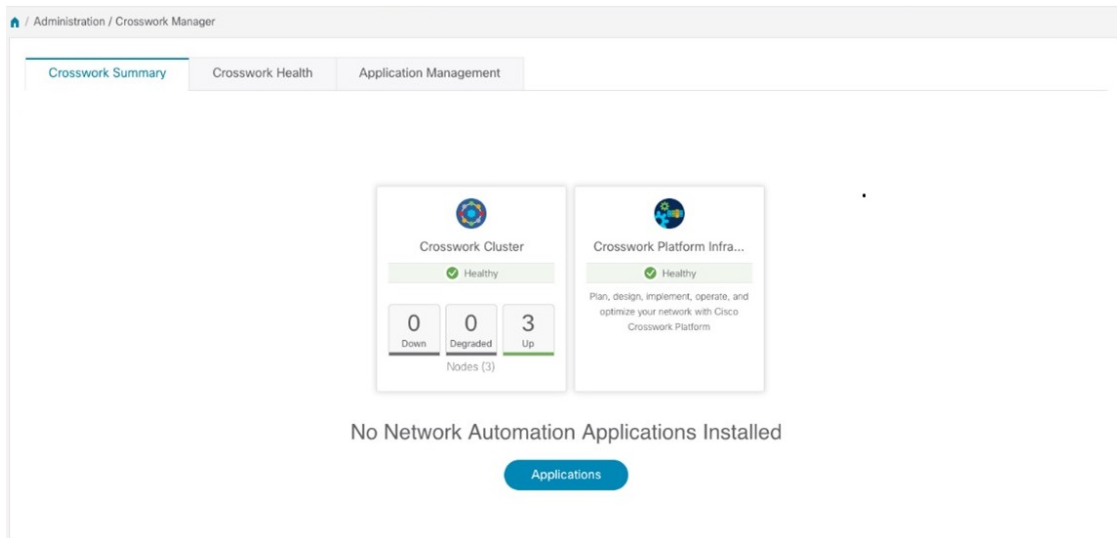 / Administration / Crosswork Manager
Crosswork Summary
Crosswork Health
Application Management
Crosswork Cluster
Healthy
0
Down
0
Degraded
3
Up
Nodes (3)
Crosswork Platform Infra...
Healthy
Plan, design, implement, operate, and
optimize your network with Cisco
Crosswork Platform
No Network Automation Applications Installed
Applications